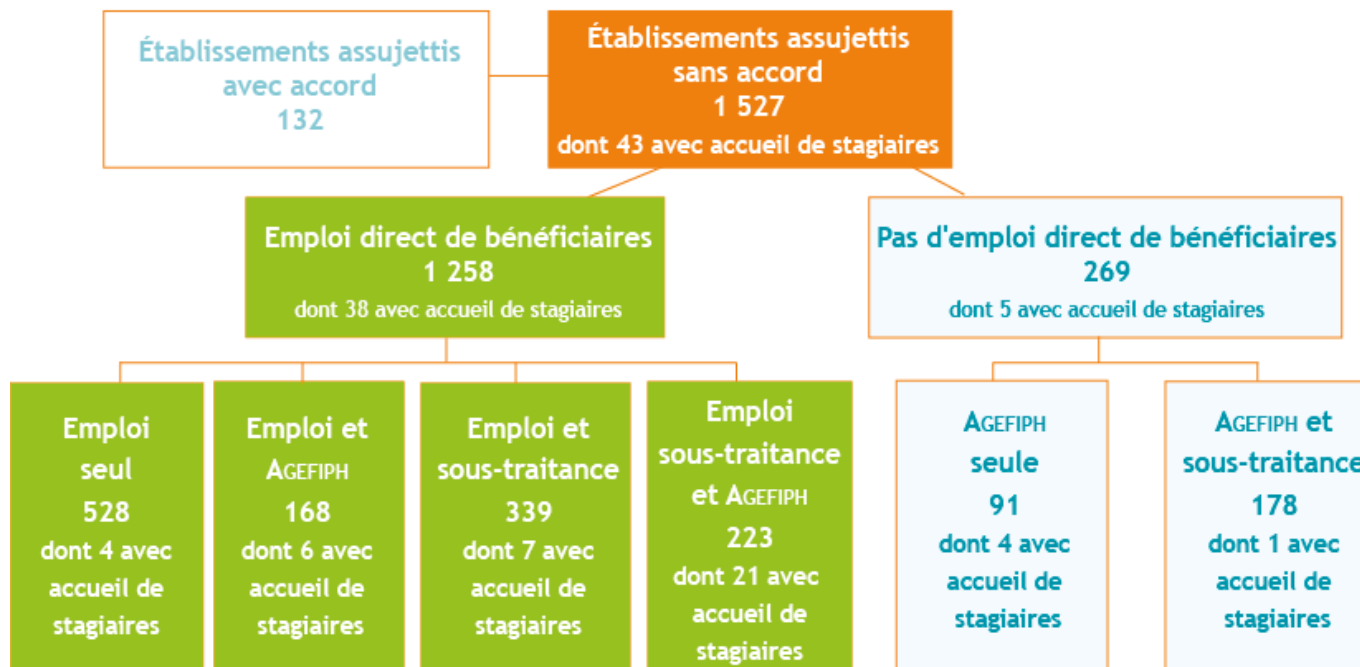 Établissements assujettis
avec accord
132
Établissements assujettis
sans accord
1 527
dont 43 avec accueil de stagiaires
Emploi direct de bénéficiaires
1 258
dont 38 avec accueil de stagiaires
Pas d'emploi direct de bénéficiaires
269
dont 5 avec accueil de stagiaires
Emploi
seul
528
dont 4 avec
accueil de
stagiaires
Emploi et
AGEFIPH
168
dont 6 avec
accueil de
stagiaires
Emploi et
sous-traitance
339
dont 7 avec
accueil de
stagiaires
Emploi
sous-traitance
et AGEFIPH
223
dont 21 avec
accueil de
stagiaires
AGEFIPH
seule
91
dont 4 avec
accueil de
stagiaires
AGEFIPH et
sous-traitance
178
dont 1 avec
accueil de
stagiaires